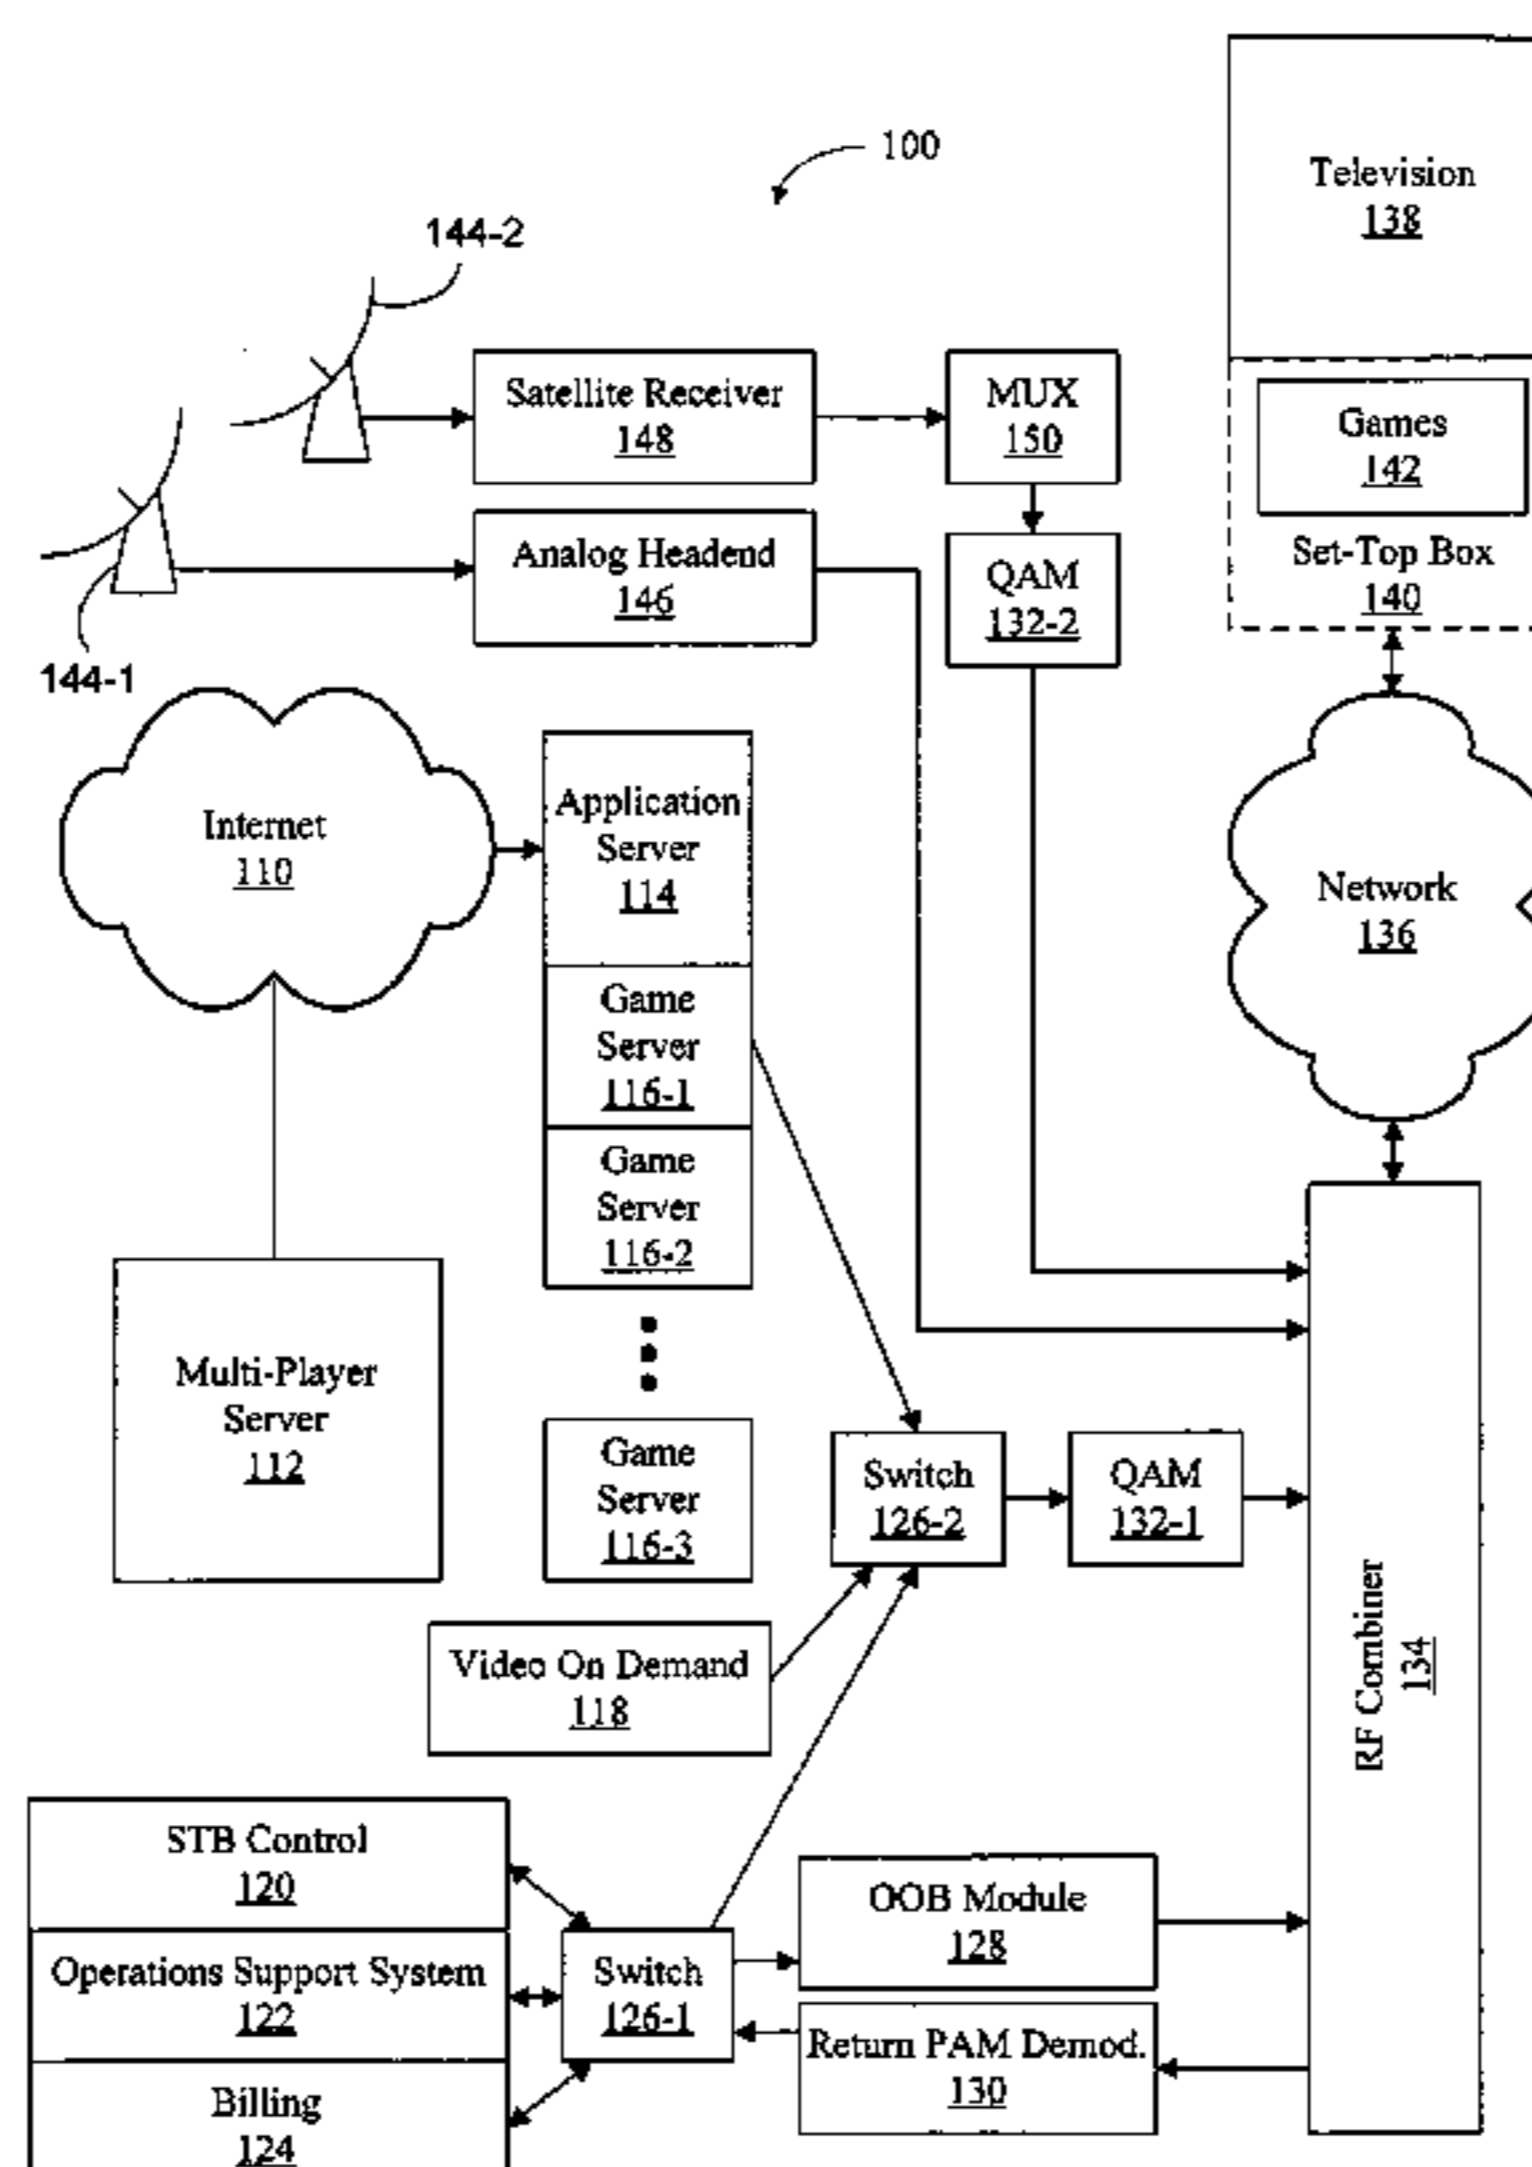 100
Television
138
144-2
Satellite Receiver
148
MUX
150
Games
142
Analog Headend
146
QAM
132-2
Set-Top Box
140
144-1
Internet
110
Application
Server
114
Network
136
Game
Server
116-1
Game
Server
116-2
Multi-Player
Server
112
Game
Server
116-3
Switch
126-2
QAM
132-1
RF Combiner
134
Video On Demand
118
STB Control
120
OOB Module
128
Operations Support System
122
Switch
126-1
Return PAM Demod.
130
Billing
124